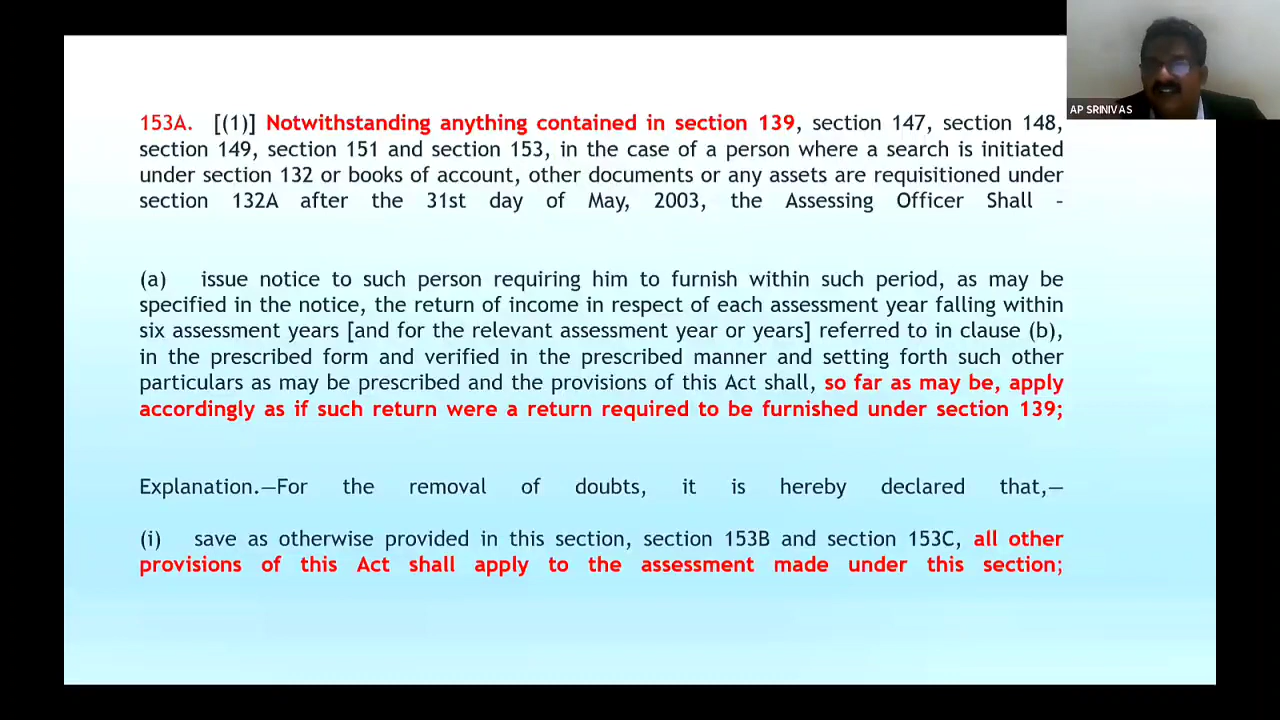 AP SRINIVAS
153A. [(1)] Notwithstanding anything contained in section 139, section 147, section 148,
section 149, section 151 and section 153, in the case of a person where a search is initiated
under section 132 or books of account, other documents or any assets are requisitioned under
section 132A after the 31st day of May, 2003, the Assessing Officer Shall –
(a) issue notice to such person requiring him to furnish within such period, as may be
specified in the notice, the return of income in respect of each assessment year falling within
six assessment years [and for the relevant assessment year or years] referred to in clause (b),
in the prescribed form and verified in the prescribed manner and setting forth such other
particulars as may be prescribed and the provisions of this Act shall, so far as may be, apply
accordingly as if such return were a return required to be furnished under section 139;
Explanation.—For the removal of doubts, it is hereby declared that,—
(i) save as otherwise provided in this section, section 153B and section 153C, all other
provisions of this Act shall apply to the assessment made under this section;